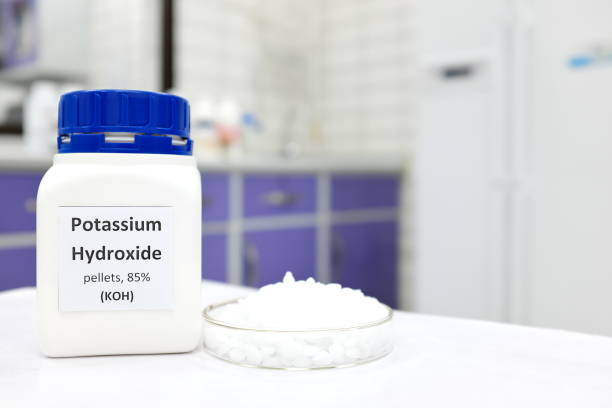 Potassium
Hydroxide
pellets, 85%
(KOH)